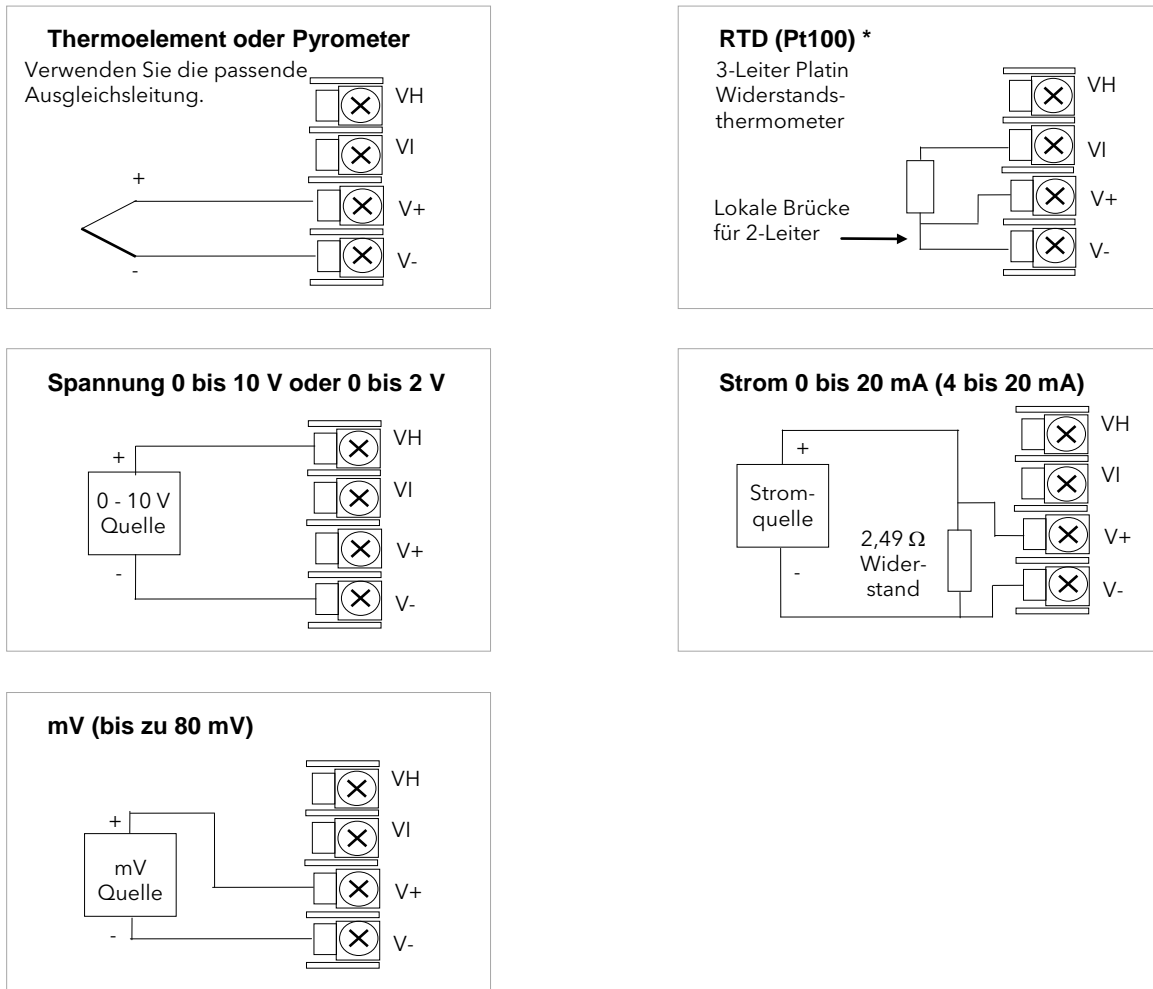 Thermoelement oder Pyrometer
Verwenden Sie die passende
Ausgleichsleitung.
VH
VI
+
V+
V-
-
RTD (Pt100) *
3-Leiter Platin
Widerstands-
thermometer
VH
VI
V+
Lokale Brücke
für 2-Leiter
V-
Spannung 0 bis 10 V oder 0 bis 2 V
VH
+
VI
0 - 10 V
Quelle
V+
-
V-
Strom 0 bis 20 mA (4 bis 20 mA)
VH
+
VI
Strom-
quelle
V+
2,49 Ω
Wider-
stand
-
V-
mV (bis zu 80 mV)
VH
+
VI
mV
Quelle
V+
-
V-